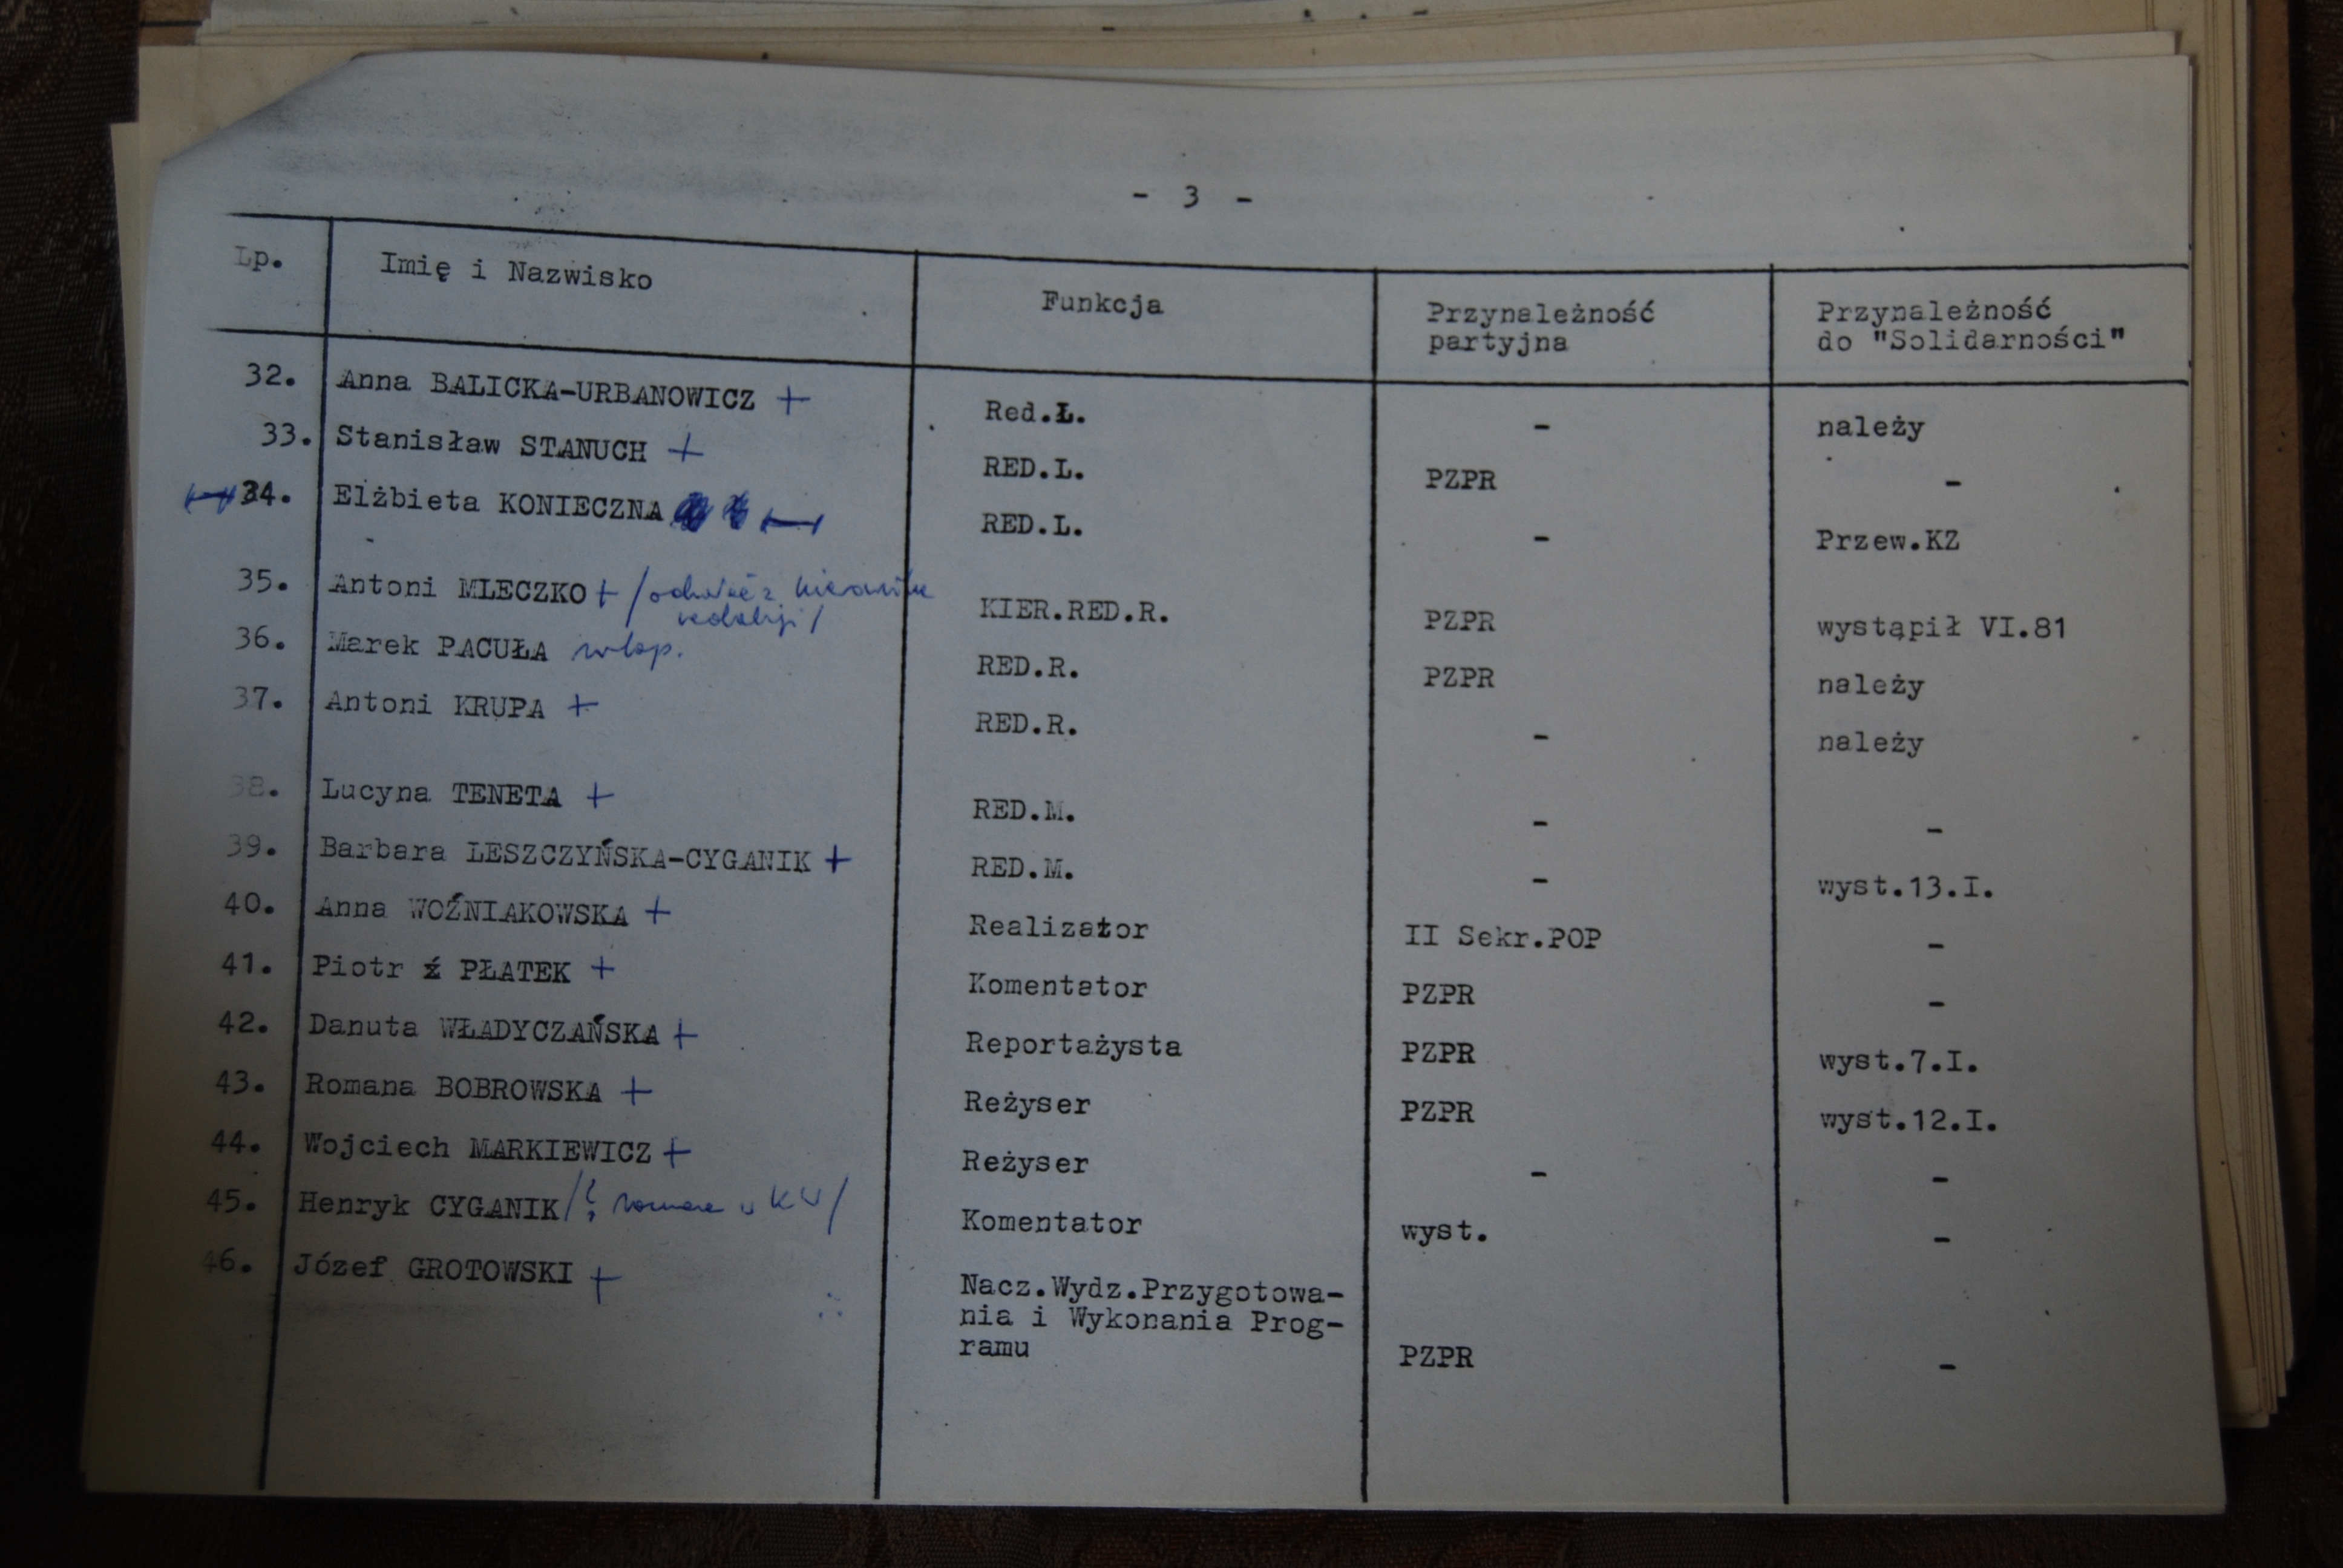 - 3 -
Lp. Imię i Nazwisko Funkcja Przynależność partyjna Przynależność do "Solidarności"
32. Anna BALICKA-URBANOWICZ + Red.Ł. - należy
33. Stanisław STANUCH + RED.L. PZPR -
34. Elżbieta KONIECZNA RED.L. - Przew.KZ
35. Antoni MLECZKO + /odwołać z KIER.RED.R. PZPR wystąpił VI.81
redakcji/
36. Marek PACUŁA RED.R. PZPR należy
37. Antoni KRUPA + RED.R. - należy
38. Lucyna TENETA + RED.M. - -
39. Barbara LESZCZYŃSKA-CYGANIK + RED.M. - wyst.13.I.
40. Anna WOŹNIAKOWSKA + Realizator II Sekr.POP -
41. Piotr ź PŁATEK + Komentator PZPR -
42. Danuta WŁADYCZAŃSKA + Reportażysta PZPR wyst.7.I.
43. Romana BOBROWSKA + Reżyser PZPR wyst.12.I.
44. Wojciech MARKIEWICZ + Reżyser - -
45. Henryk CYGANIK /? w KW/ Komentator wyst. -
46. Józef GROTOWSKI + Nacz.Wydz.Przygotowa-
nia i Wykonania Prog-
ramu PZPR -